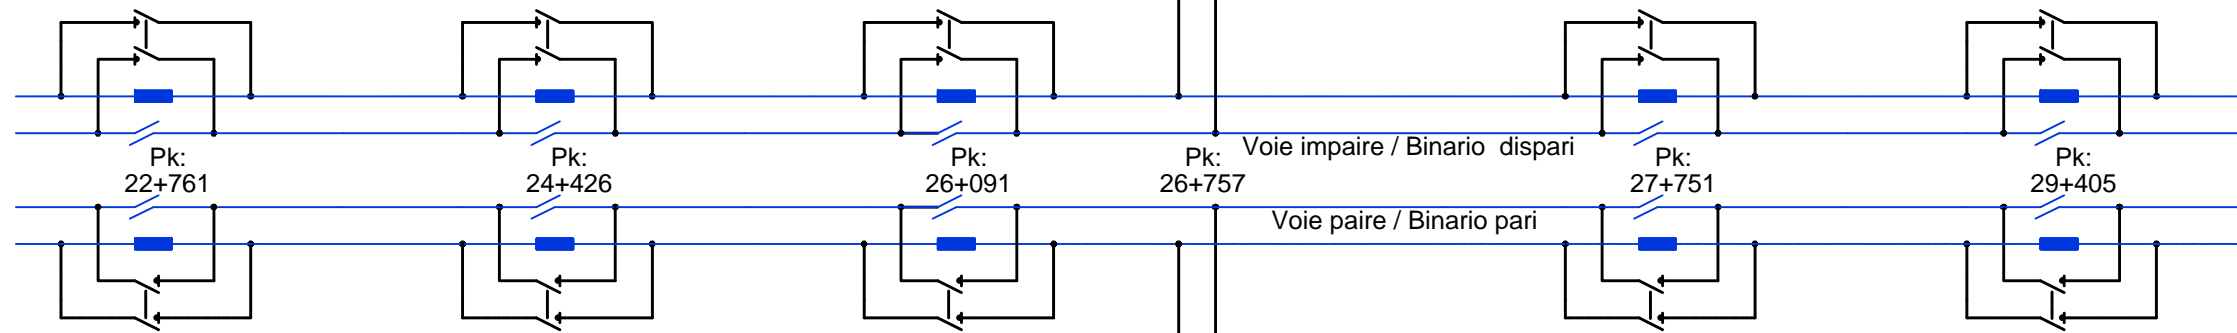 Voie impaire / Binario  dispari
Pk:
22+761
Pk:
24+426
Pk:
26+091
Pk:
26+757
Pk:
27+751
Pk:
29+405
Voie paire / Binario pari